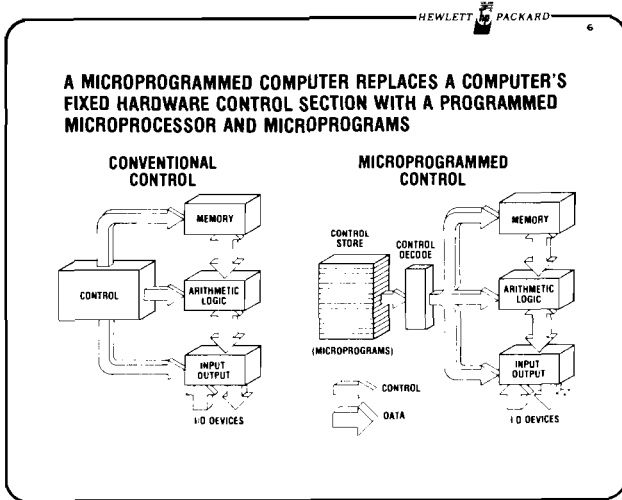 HEWLETT hp PACKARD
6
A MICROPROGRAMMED COMPUTER REPLACES A COMPUTER'S
FIXED HARDWARE CONTROL SECTION WITH A PROGRAMMED
MICROPROCESSOR AND MICROPROGRAMS
CONVENTIONAL
CONTROL
MEMORY
CONTROL
ARITHMETIC
LOGIC
INPUT
OUTPUT
I/O DEVICES
MICROPROGRAMMED
CONTROL
CONTROL
STORE
CONTROL
DECODE
(MICROPROGRAMS)
MEMORY
ARITHMETIC
LOGIC
INPUT
OUTPUT
I/O DEVICES
CONTROL
DATA